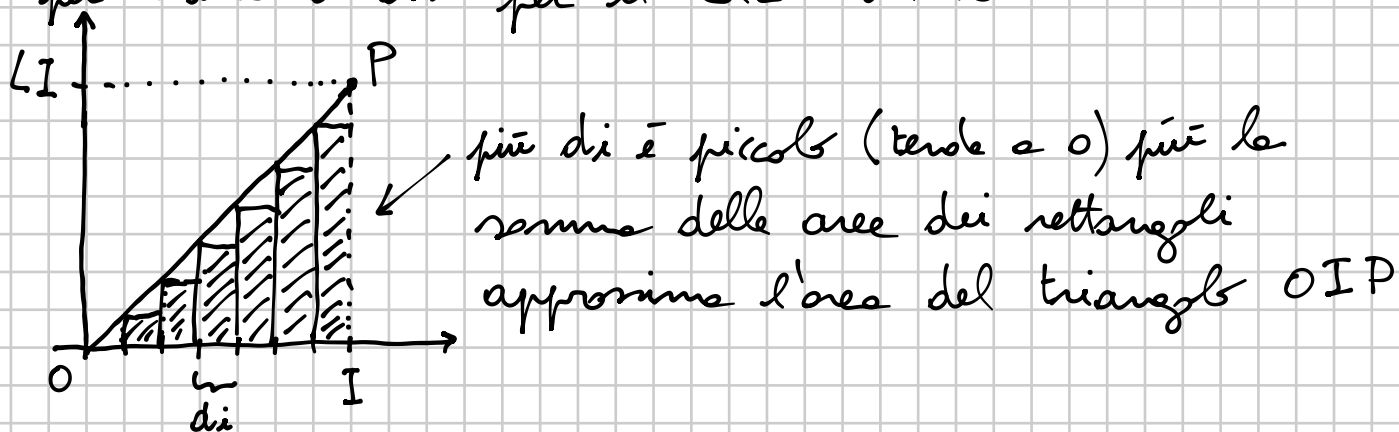 LI
P
più di è piccolo (tende a 0) più la
somma delle aree dei rettangoli
approssima l'area del triangolo OIP
O
I
di